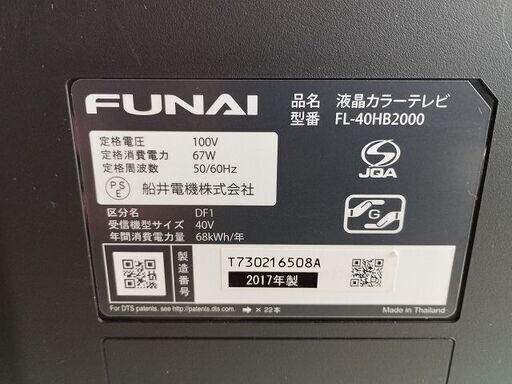 FUNAI
品名 液晶カラーテレビ
型番 FL-40HB2000
定格電圧 100V
定格消費電力 67W
定格周波数 50/60Hz
PSE 船井電機株式会社
S
JQA
G
区分名 DF1
受信機型サイズ 40V
年間消費電力量 68kWh/年
製造番号
T730216508A
2017年製
For DTS patents, see http://patents.dts.com. → ×22本
Made in Thailand